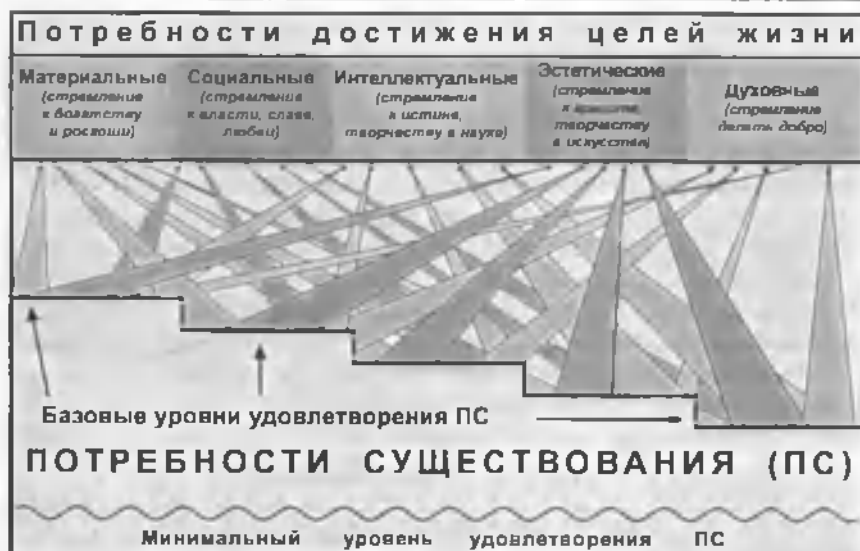 Потребности достижения целей жизни
Материальные
(стремление
к богатству
и роскоши)
Социальные
(стремление
к власти, славе,
любви)
Интеллектуальные
(стремление
к истине,
творчеству в науке)
Эстетические
(стремление
к красоте,
творчеству
в искусстве)
Духовные
(стремление
делать добро)
Базовые уровни удовлетворения ПС
ПОТРЕБНОСТИ СУЩЕСТВОВАНИЯ (ПС)
Минимальный уровень удовлетворения ПС